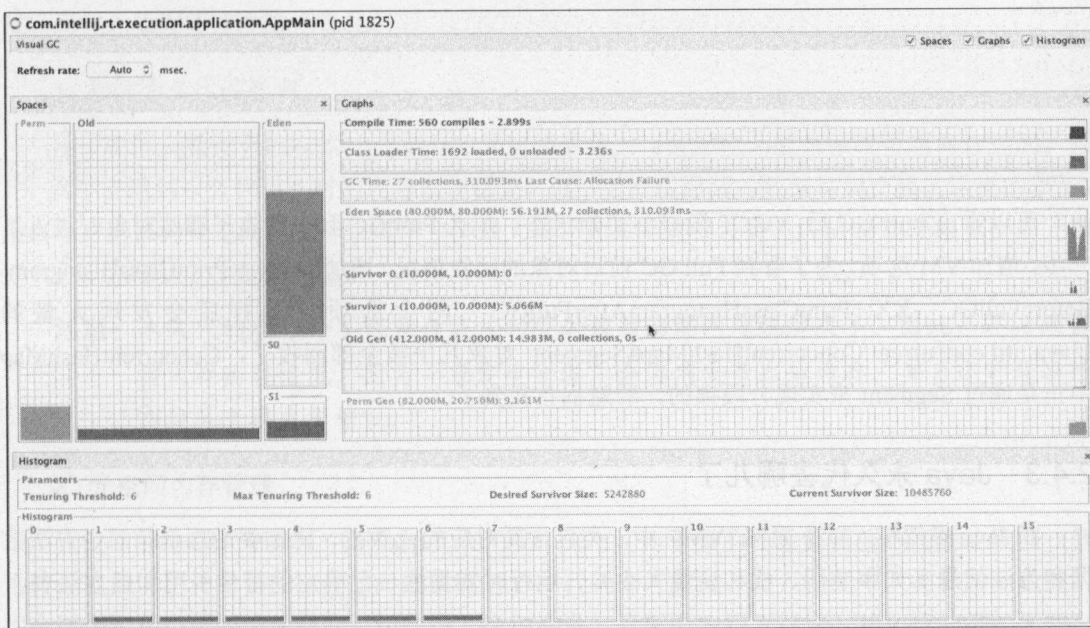 com.intellij.rt.execution.application.AppMain (pid 1825)
Visual GC
Spaces Graphs Histogram
Refresh rate: Auto msec.
Spaces × Graphs ×
Perm Old Eden
Compile Time: 560 compiles - 2.899s
Class Loader Time: 1692 loaded, 0 unloaded - 3.236s
GC Time: 27 collections, 310.093ms Last Cause: Allocation Failure
Eden Space (80.000M, 80.000M): 56.191M, 27 collections, 310.093ms
Survivor 0 (10.000M, 10.000M): 0
Survivor 1 (10.000M, 10.000M): 5.066M
Old Gen (412.000M, 412.000M): 14.983M, 0 collections, 0s
S0
S1
Perm Gen (82.000M, 20.750M): 9.161M
Histogram ×
Parameters
Tenuring Threshold: 6 Max Tenuring Threshold: 6 Desired Survivor Size: 5242880 Current Survivor Size: 10485760
Histogram
0 1 2 3 4 5 6 7 8 9 10 11 12 13 14 15